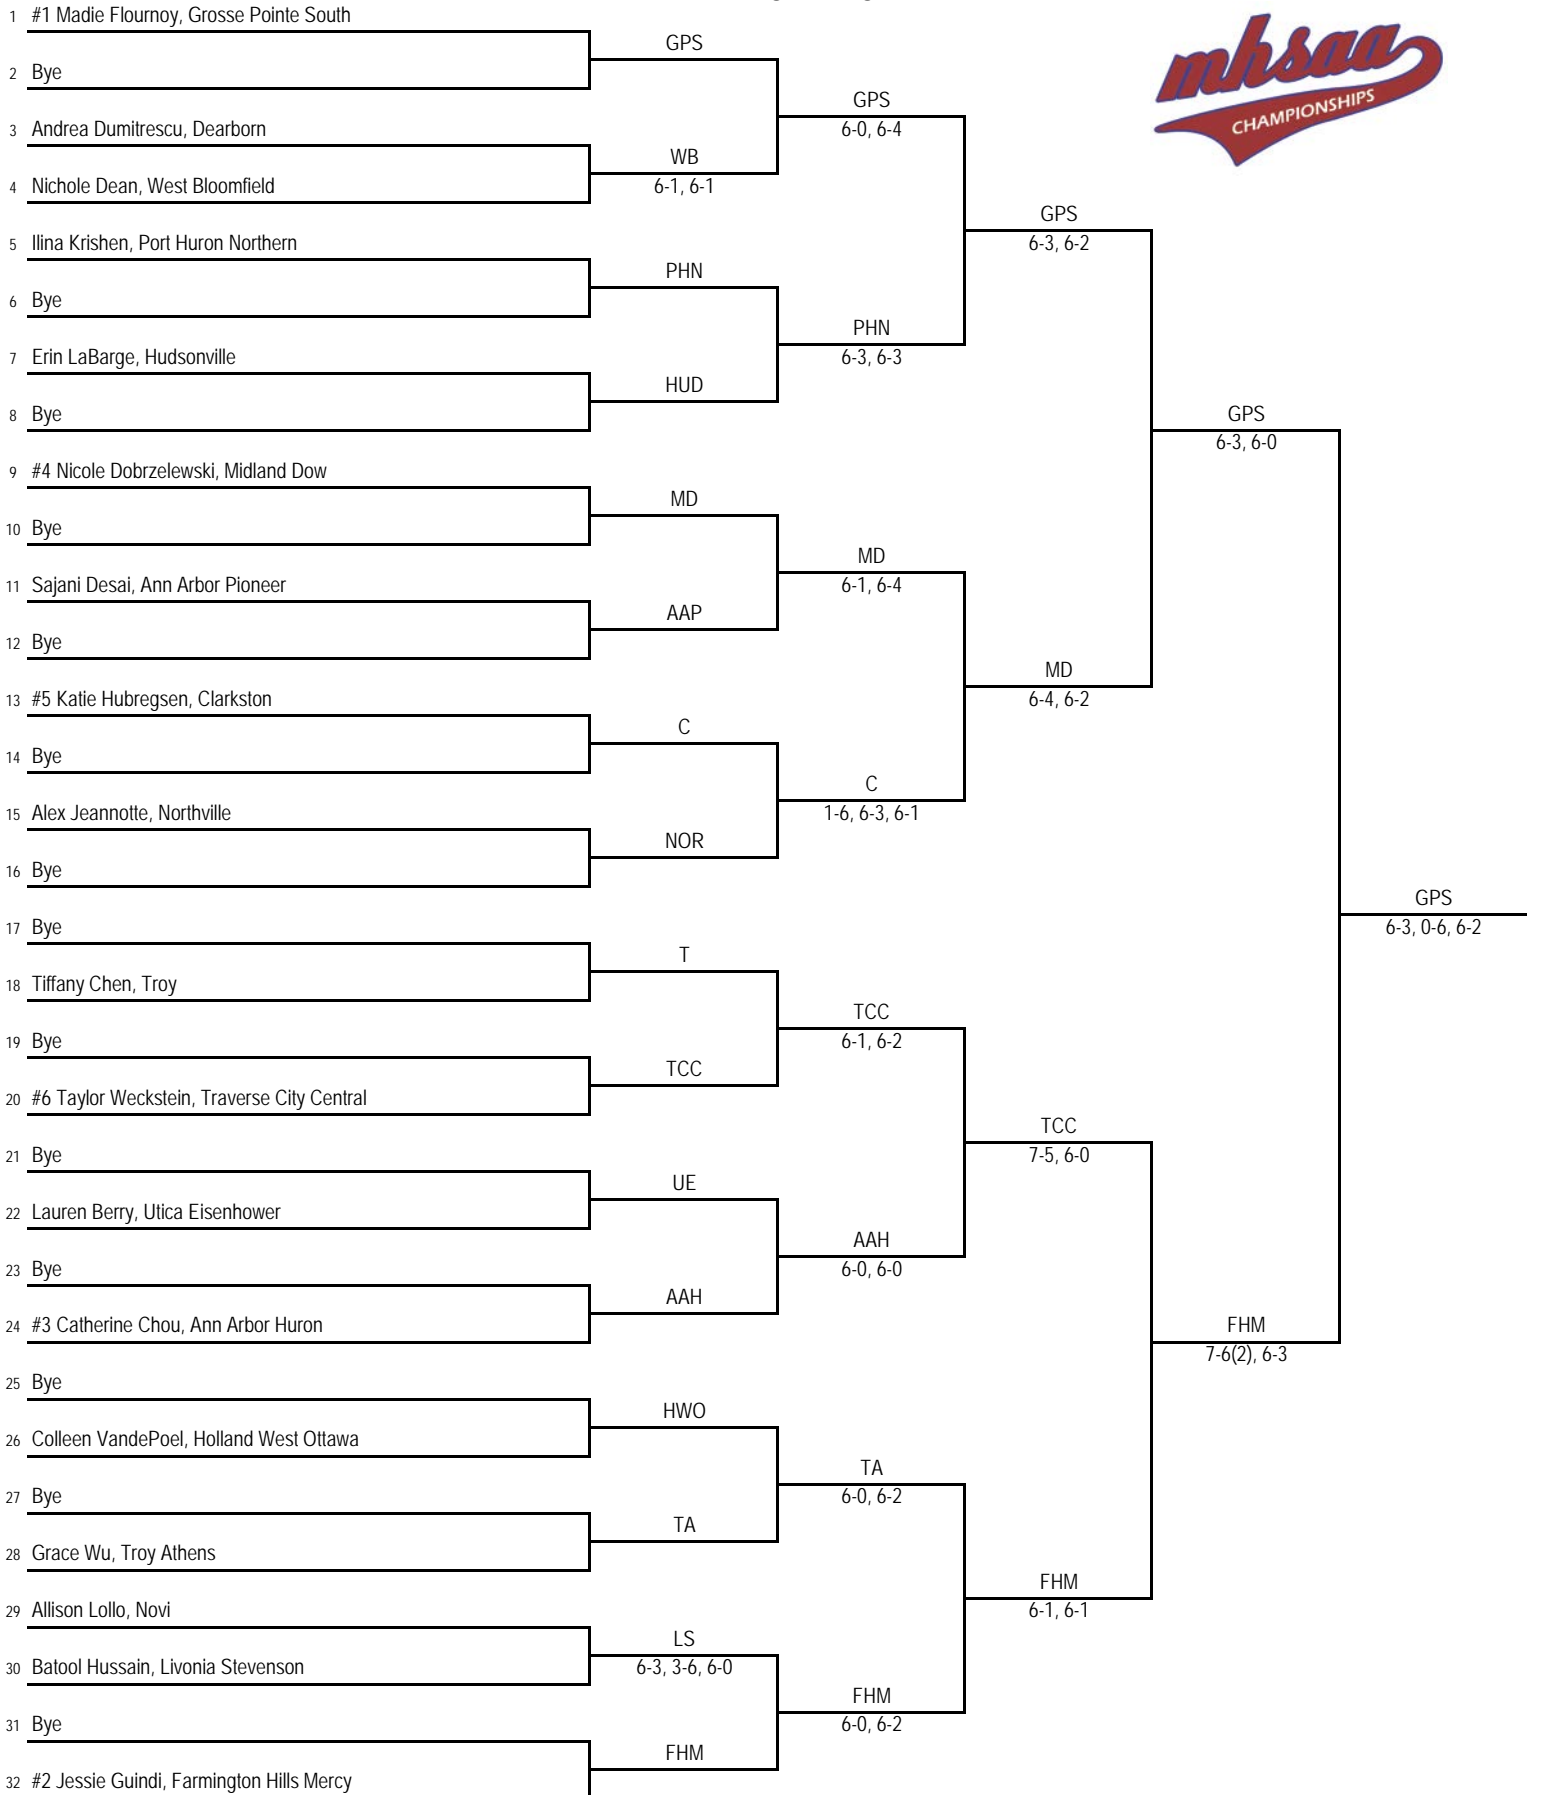 1 #1 Madie Flournoy, Grosse Pointe South
2 Bye
3 Andrea Dumitrescu, Dearborn
4 Nichole Dean, West Bloomfield
5 Ilina Krishen, Port Huron Northern
6 Bye
7 Erin LaBarge, Hudsonville
8 Bye
9 #4 Nicole Dobrzelewski, Midland Dow
10 Bye
11 Sajani Desai, Ann Arbor Pioneer
12 Bye
13 #5 Katie Hubregsen, Clarkston
14 Bye
15 Alex Jeannotte, Northville
16 Bye
17 Bye
18 Tiffany Chen, Troy
19 Bye
20 #6 Taylor Weckstein, Traverse City Central
21 Bye
22 Lauren Berry, Utica Eisenhower
23 Bye
24 #3 Catherine Chou, Ann Arbor Huron
25 Bye
26 Colleen VandePoel, Holland West Ottawa
27 Bye
28 Grace Wu, Troy Athens
29 Allison Lollo, Novi
30 Batool Hussain, Livonia Stevenson
31 Bye
32 #2 Jessie Guindi, Farmington Hills Mercy
GPS
WB
6-1, 6-1
PHN
HUD
MD
AAP
C
NOR
T
TCC
UE
AAH
HWO
TA
LS
6-3, 3-6, 6-0
FHM
GPS
6-0, 6-4
PHN
6-3, 6-3
MD
6-1, 6-4
C
1-6, 6-3, 6-1
TCC
6-1, 6-2
AAH
6-0, 6-0
TA
6-0, 6-2
FHM
6-0, 6-2
GPS
6-3, 6-2
MD
6-4, 6-2
TCC
7-5, 6-0
FHM
6-1, 6-1
GPS
6-3, 6-0
FHM
7-6(2), 6-3
GPS
6-3, 0-6, 6-2
mhsaa
CHAMPIONSHIPS